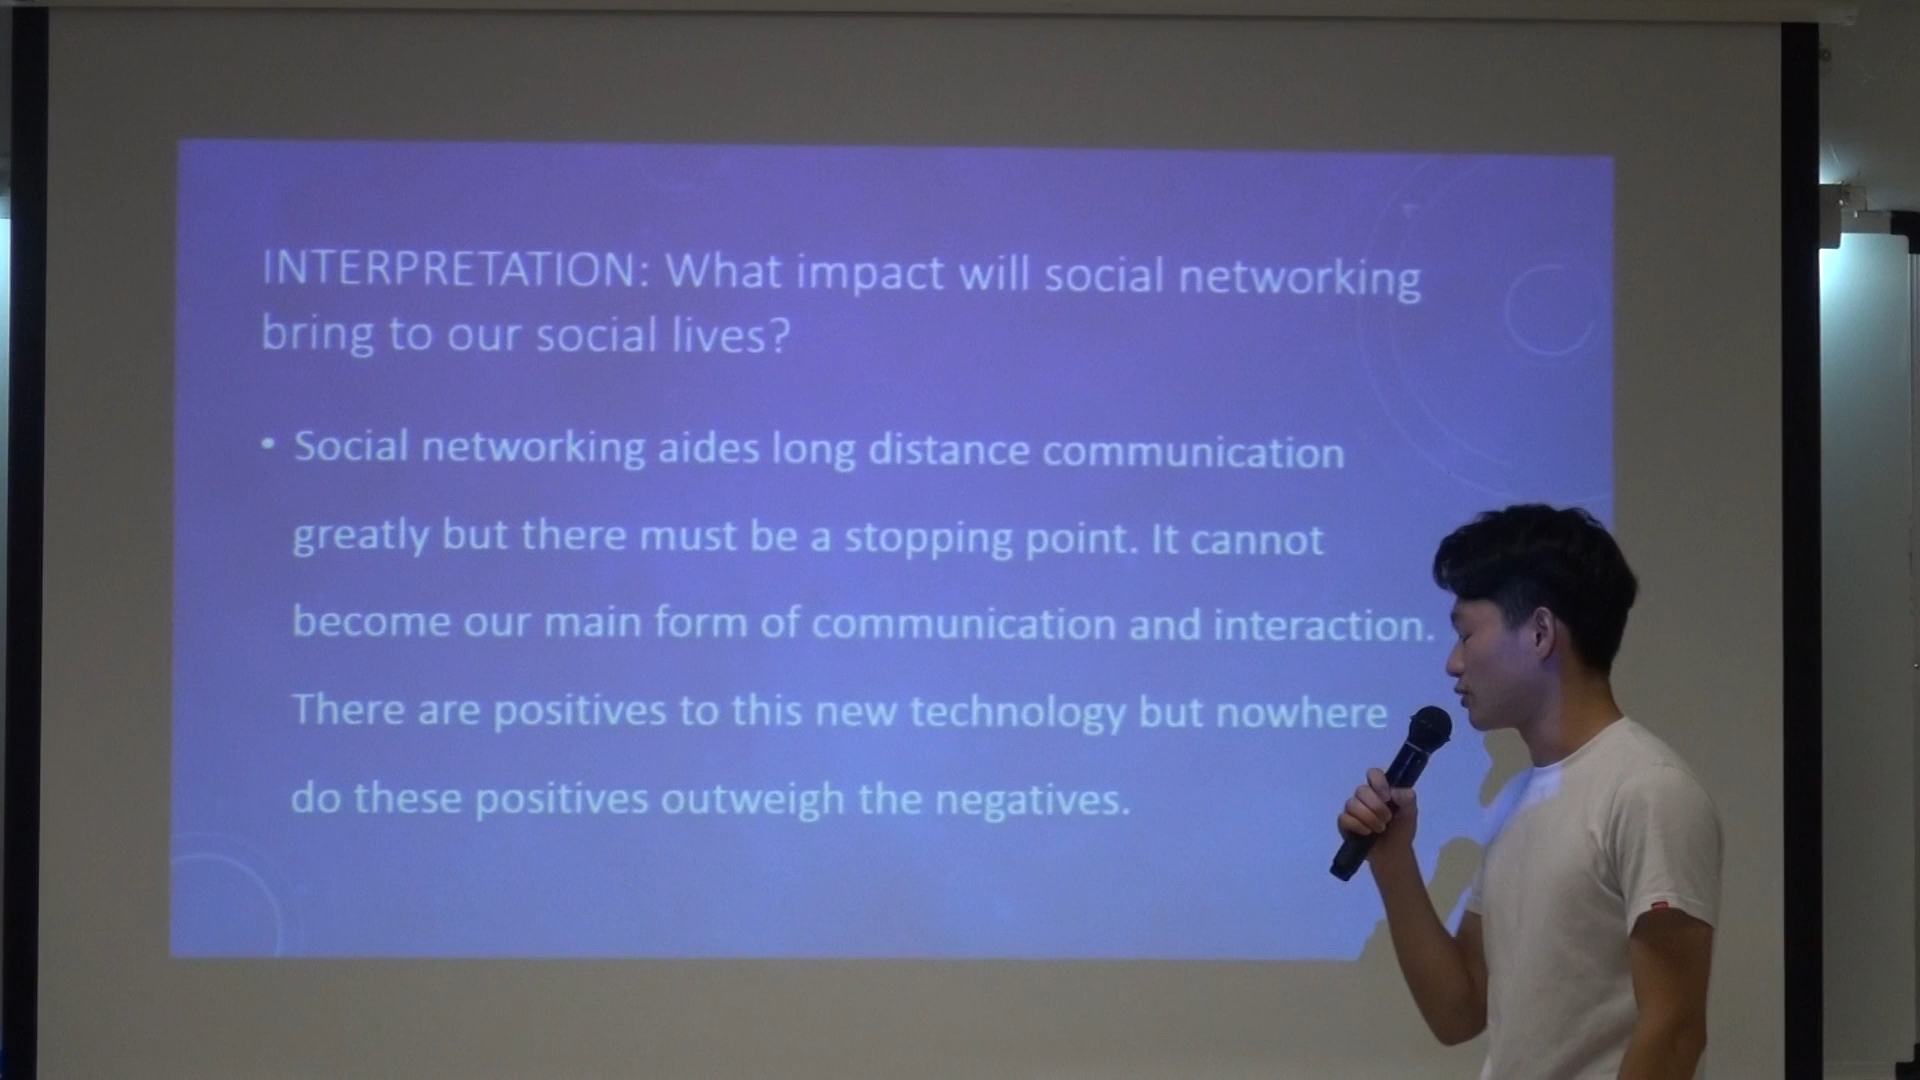 INTERPRETATION: What impact will social networking
bring to our social lives?
• Social networking aides long distance communication
greatly but there must be a stopping point. It cannot
become our main form of communication and interaction.
There are positives to this new technology but nowhere
do these positives outweigh the negatives.